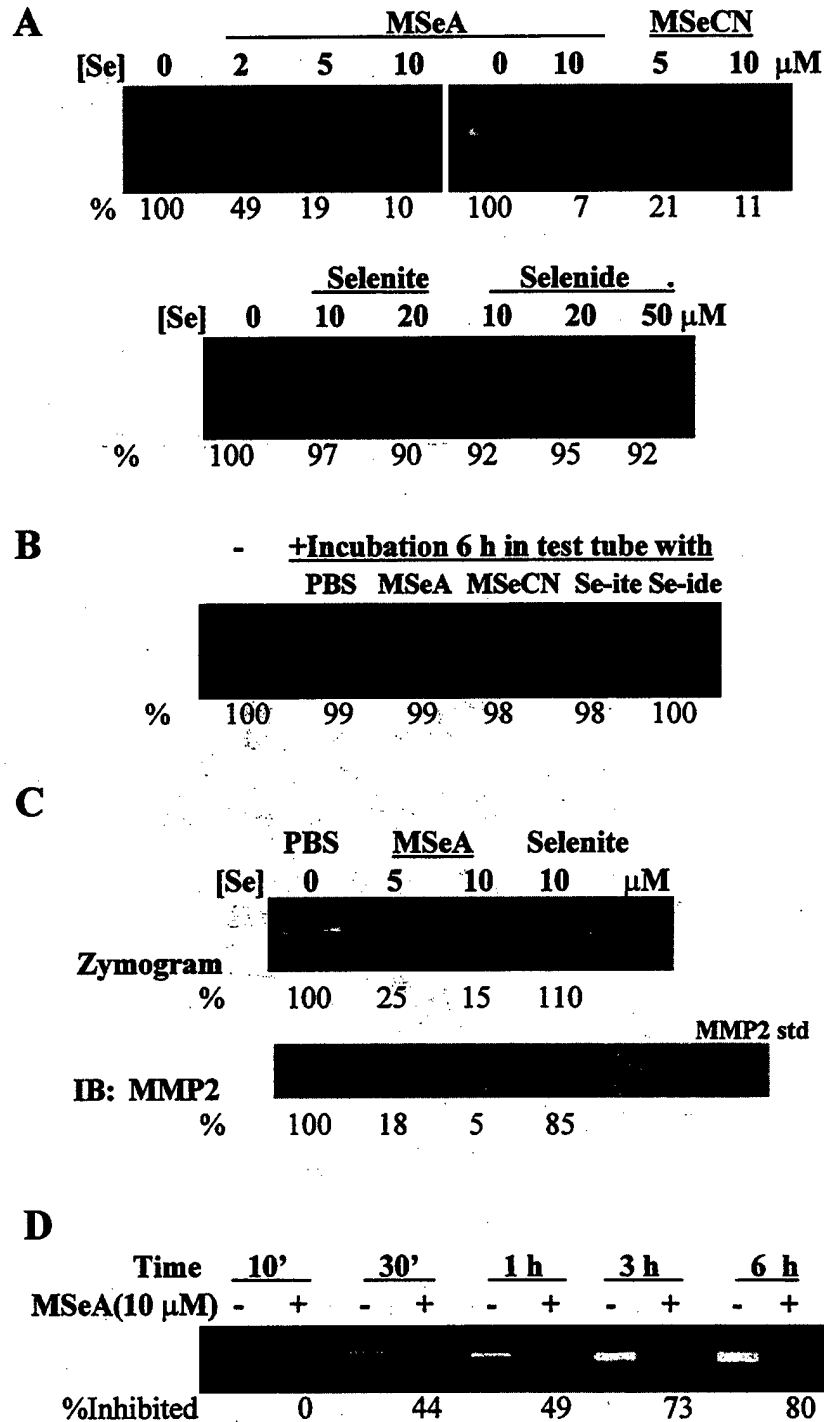 A
MSeA MSeCN
[Se] 0 2 5 10 0 10 5 10 μM
% 100 49 19 10 100 7 21 11
Selenite Selenide .
[Se] 0 10 20 10 20 50 μM
% 100 97 90 92 95 92
B
- +Incubation 6 h in test tube with
PBS MSeA MSeCN Se-ite Se-ide
% 100 99 99 98 98 100
C
PBS MSeA Selenite
[Se] 0 5 10 10 μM
Zymogram
% 100 25 15 110
MMP2 std
IB: MMP2
% 100 18 5 85
D
Time 10’ 30’ 1 h 3 h 6 h
MSeA(10 μM) - + - + - + - + - +
%Inhibited 0 44 49 73 80